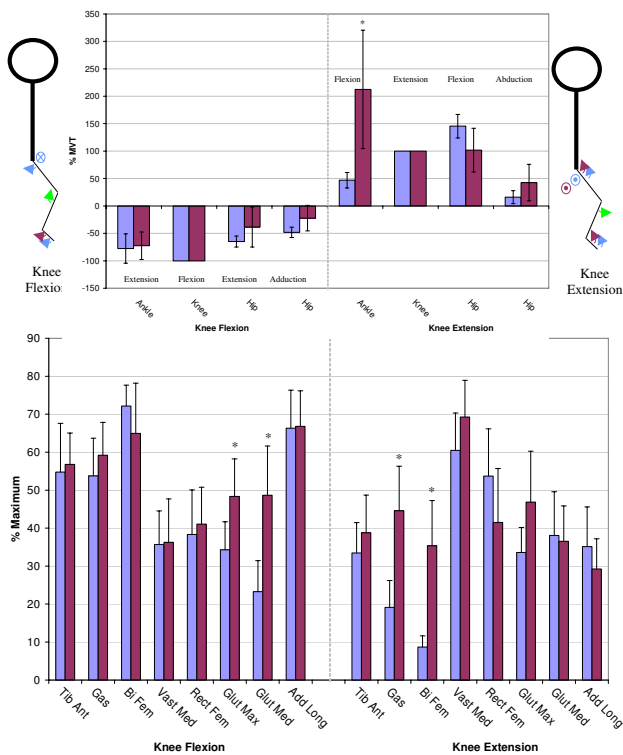 350
300
250
200
150
100
50
0
-50
-100
-150
% MVT
*
Flexion Extension Flexion Abduction
Extension Flexion Extension Adduction
Ankle Knee Hip Hip Ankle Knee Hip Hip
Knee Flexion Knee Extension
Knee
Flexion
Knee
Extension
90
80
70
60
50
40
30
20
10
0
% Maximum
* * * *
Tib Ant Gas Bi Fem Vast Med Rect Fem Glut Max Glut Med Add Long Tib Ant Gas Bi Fem Vast Med Rect Fem Glut Max Glut Med Add Long
Knee Flexion Knee Extension